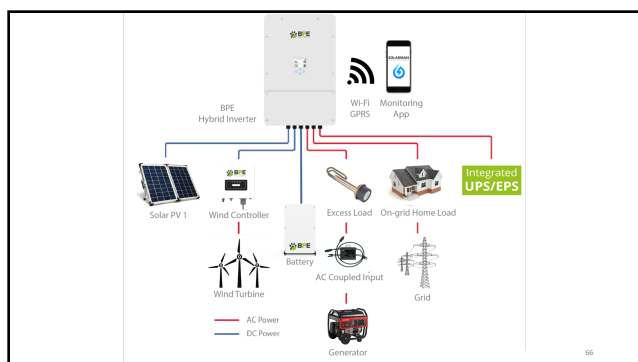 BPE
SOLARMAN
BPE
Hybrid Inverter
Wi-Fi
GPRS
Monitoring
App
BPE
Integrated
UPS/EPS
Solar PV 1
Wind Controller
Excess Load
On-grid Home Load
BPE
Battery
AC Coupled Input
Grid
Wind Turbine
AC Power
DC Power
Generator
66